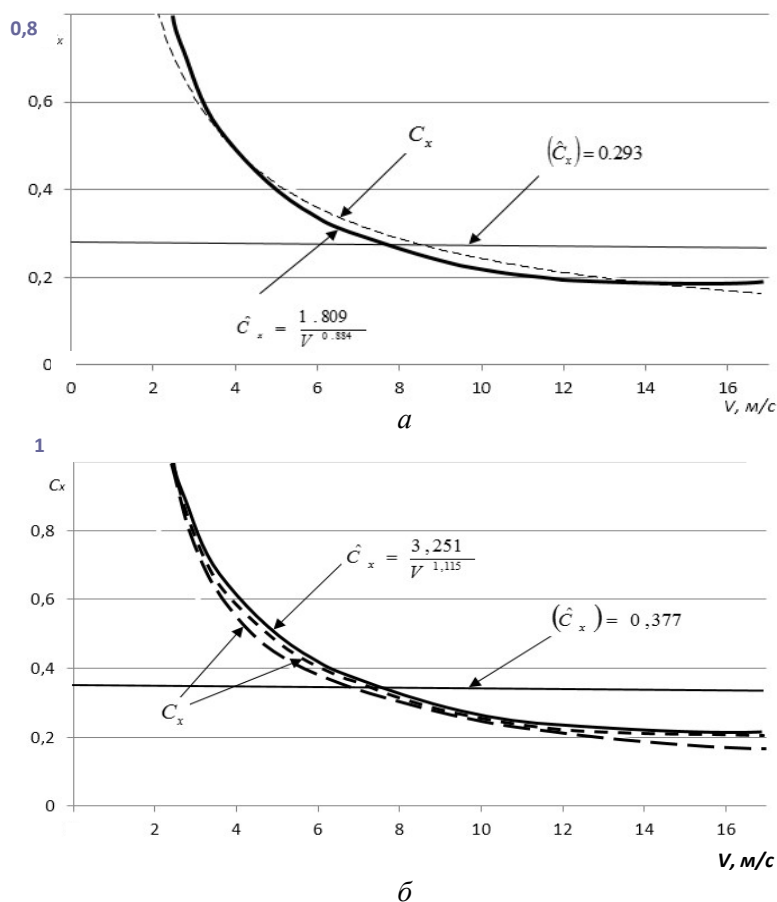 0,8
x
0,6
0,4
0,2
0
C_x
(Ĉ_x) = 0.293
Ĉ_x = 1.809 / V^0.884
0 2 4 6 8 10 12 14 16
V, м/с
а
1
Cx
0,8
0,6
0,4
0,2
0
Ĉ_x = 3,251 / V^1,115
(Ĉ_x) = 0,377
C_x
2 4 6 8 10 12 14 16
V, м/с
б